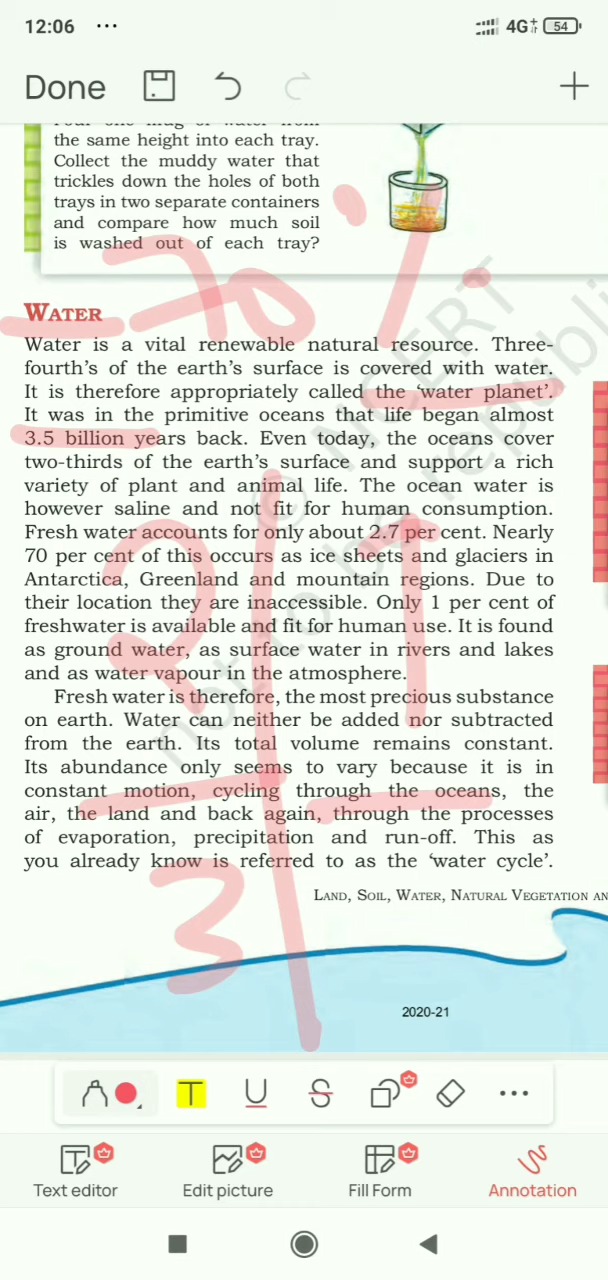 12:06 ...
4G+ 54
Done
the same height into each tray.
Collect the muddy water that
trickles down the holes of both
trays in two separate containers
and compare how much soil
is washed out of each tray?
70%
WATER
Water is a vital renewable natural resource. Three-
fourth's of the earth's surface is covered with water.
It is therefore appropriately called the ‘water planet’.
It was in the primitive oceans that life began almost
3.5 billion years back. Even today, the oceans cover
two-thirds of the earth's surface and support a rich
variety of plant and animal life. The ocean water is
however saline and not fit for human consumption.
Fresh water accounts for only about 2.7 per cent. Nearly
70 per cent of this occurs as ice sheets and glaciers in
Antarctica, Greenland and mountain regions. Due to
their location they are inaccessible. Only 1 per cent of
freshwater is available and fit for human use. It is found
as ground water, as surface water in rivers and lakes
and as water vapour in the atmosphere.
Fresh water is therefore, the most precious substance
on earth. Water can neither be added nor subtracted
from the earth. Its total volume remains constant.
Its abundance only seems to vary because it is in
constant motion, cycling through the oceans, the
air, the land and back again, through the processes
of evaporation, precipitation and run-off. This as
you already know is referred to as the ‘water cycle’.
LAND, SOIL, WATER, NATURAL VEGETATION AN
2020-21
© NCERT
not to be republi
2
3
1
T U S ...
Text editor Edit picture Fill Form Annotation